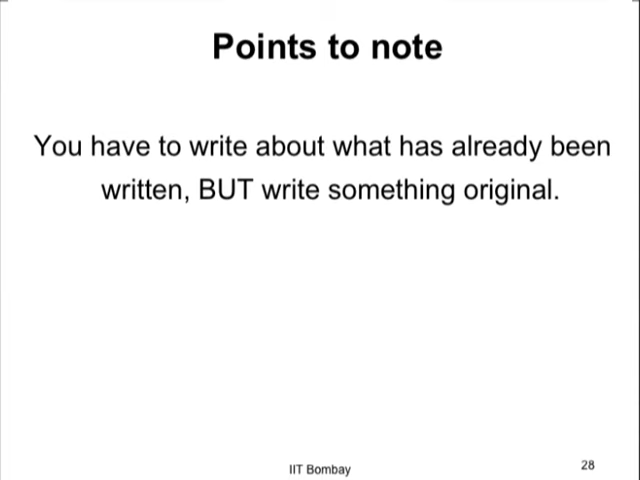 Points to note
You have to write about what has already been
written, BUT write something original.
IIT Bombay
28